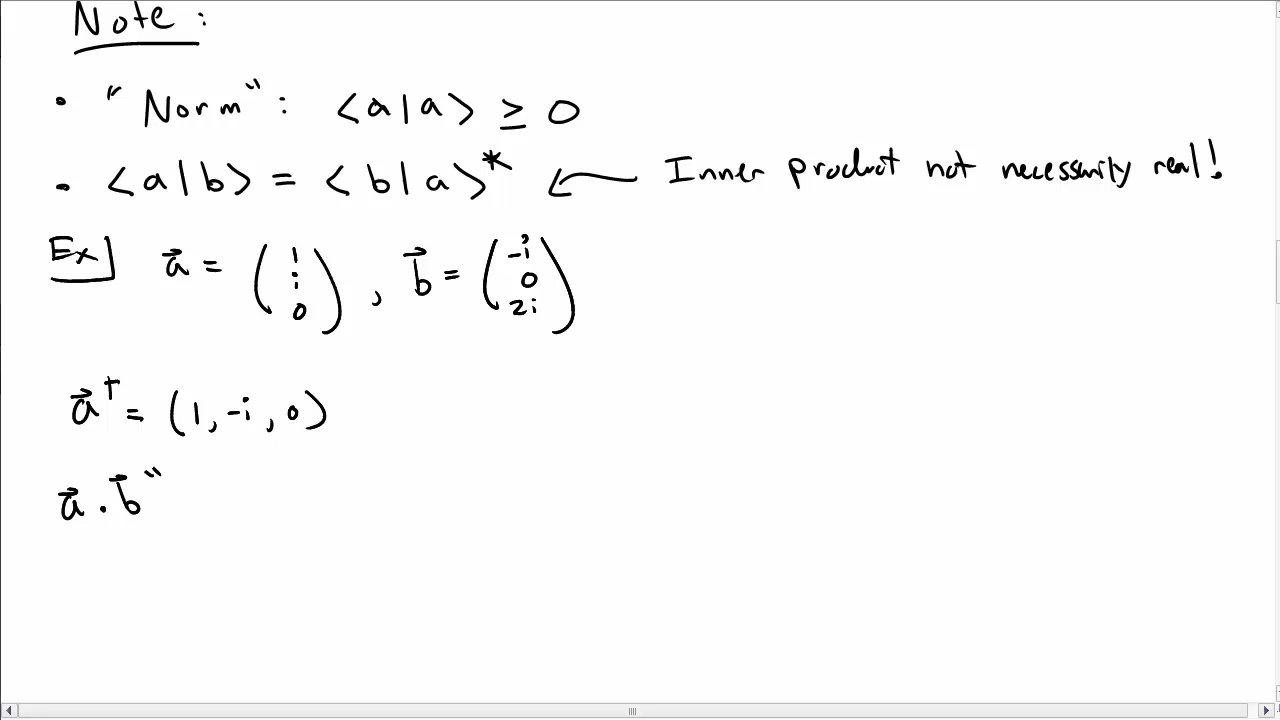 Note:
• "Norm": <a|a> ≥ 0
• <a|b> = <b|a>* ← Inner product not necessarily real!
Ex] a⃗ = (1 i 0), b⃗ = (-i 0 2i)
a⃗† = (1, -i, 0)
a⃗ · b⃗ "